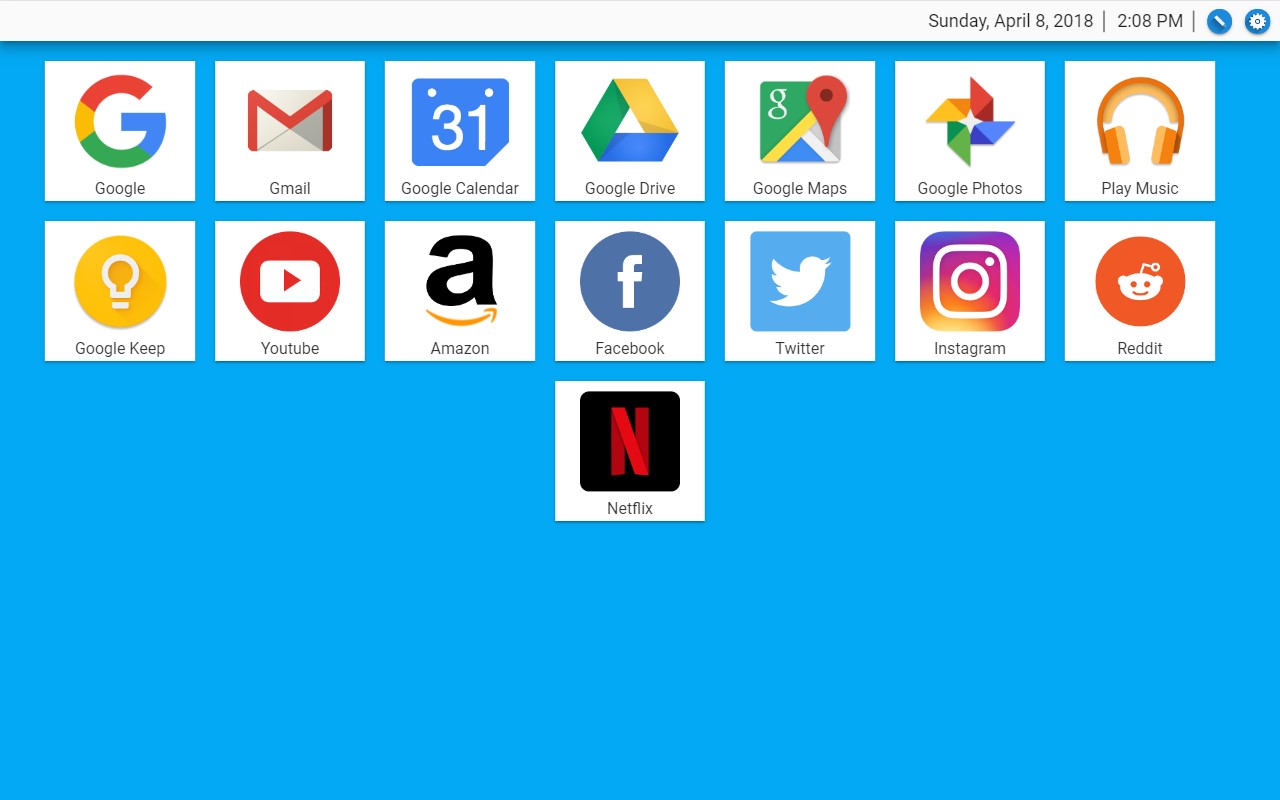 Sunday, April 8, 2018 | 2:08 PM |
g
31
Google Gmail Google Calendar Google Drive Google Maps Google Photos Play Music
a
f
Google Keep Youtube Amazon Facebook Twitter Instagram Reddit
N
Netflix